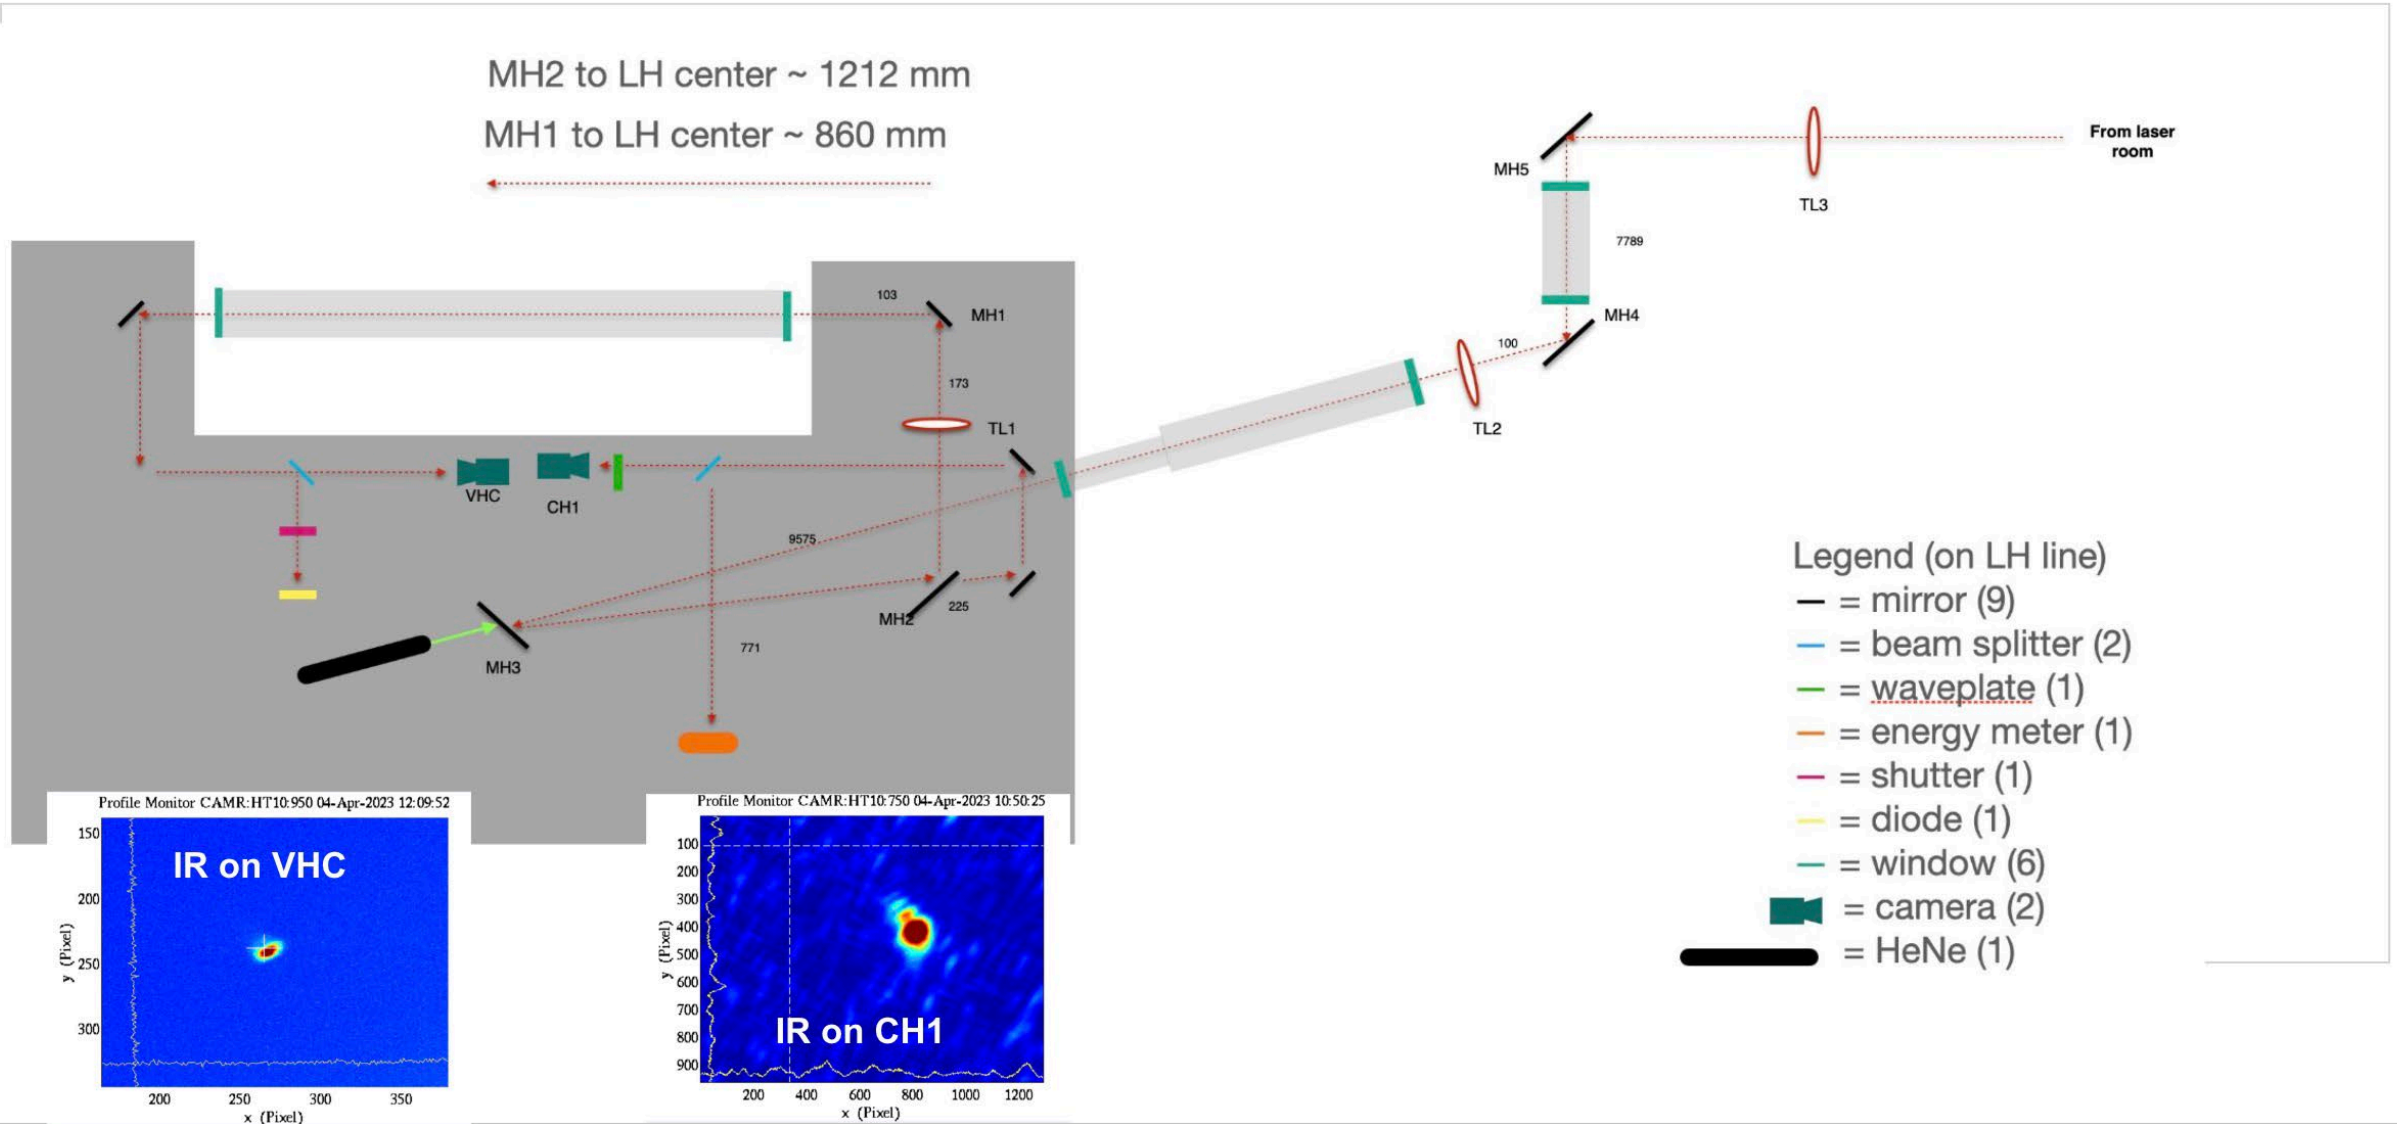 MH2 to LH center ~ 1212 mm
MH1 to LH center ~ 860 mm
From laser
room
MH5
TL3
7789
MH4
100
TL2
103
MH1
173
TL1
VHC
CH1
9575
MH2
225
MH3
771
Legend (on LH line)
= mirror (9)
= beam splitter (2)
= waveplate (1)
= energy meter (1)
= shutter (1)
= diode (1)
= window (6)
= camera (2)
= HeNe (1)
Profile Monitor CAMR:HT10:950 04-Apr-2023 12:09:52
IR on VHC
150
200
250
300
y (Pixel)
200 250 300 350
x (Pixel)
Profile Monitor CAMR:HT10:750 04-Apr-2023 10:50:25
100
200
300
400
500
600
700
800
900
y (Pixel)
IR on CH1
200 400 600 800 1000 1200
x (Pixel)